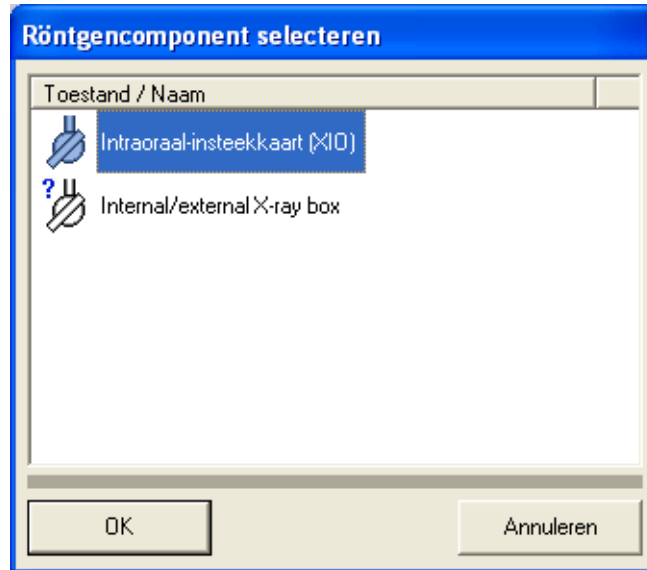 Röntgencomponent selecteren
Toestand / Naam
Intraoraal-insteekkaart (XIO)
?
Internal/external X-ray box
OK
Annuleren